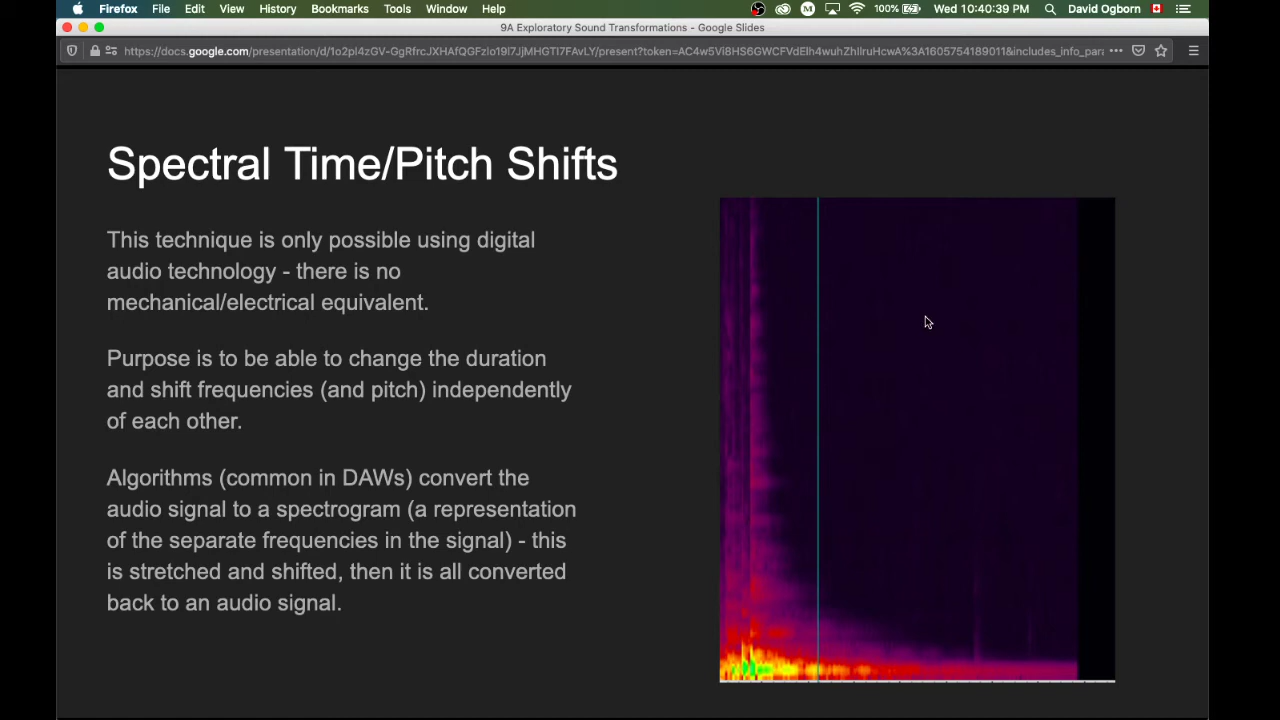 Firefox File Edit View History Bookmarks Tools Window Help M 100% Wed 10:40:39 PM David Ogborn
9A Exploratory Sound Transformations - Google Slides
Spectral Time/Pitch Shifts
This technique is only possible using digital
audio technology - there is no
mechanical/electrical equivalent.
Purpose is to be able to change the duration
and shift frequencies (and pitch) independently
of each other.
Algorithms (common in DAWs) convert the
audio signal to a spectrogram (a representation
of the separate frequencies in the signal) - this
is stretched and shifted, then it is all converted
back to an audio signal.